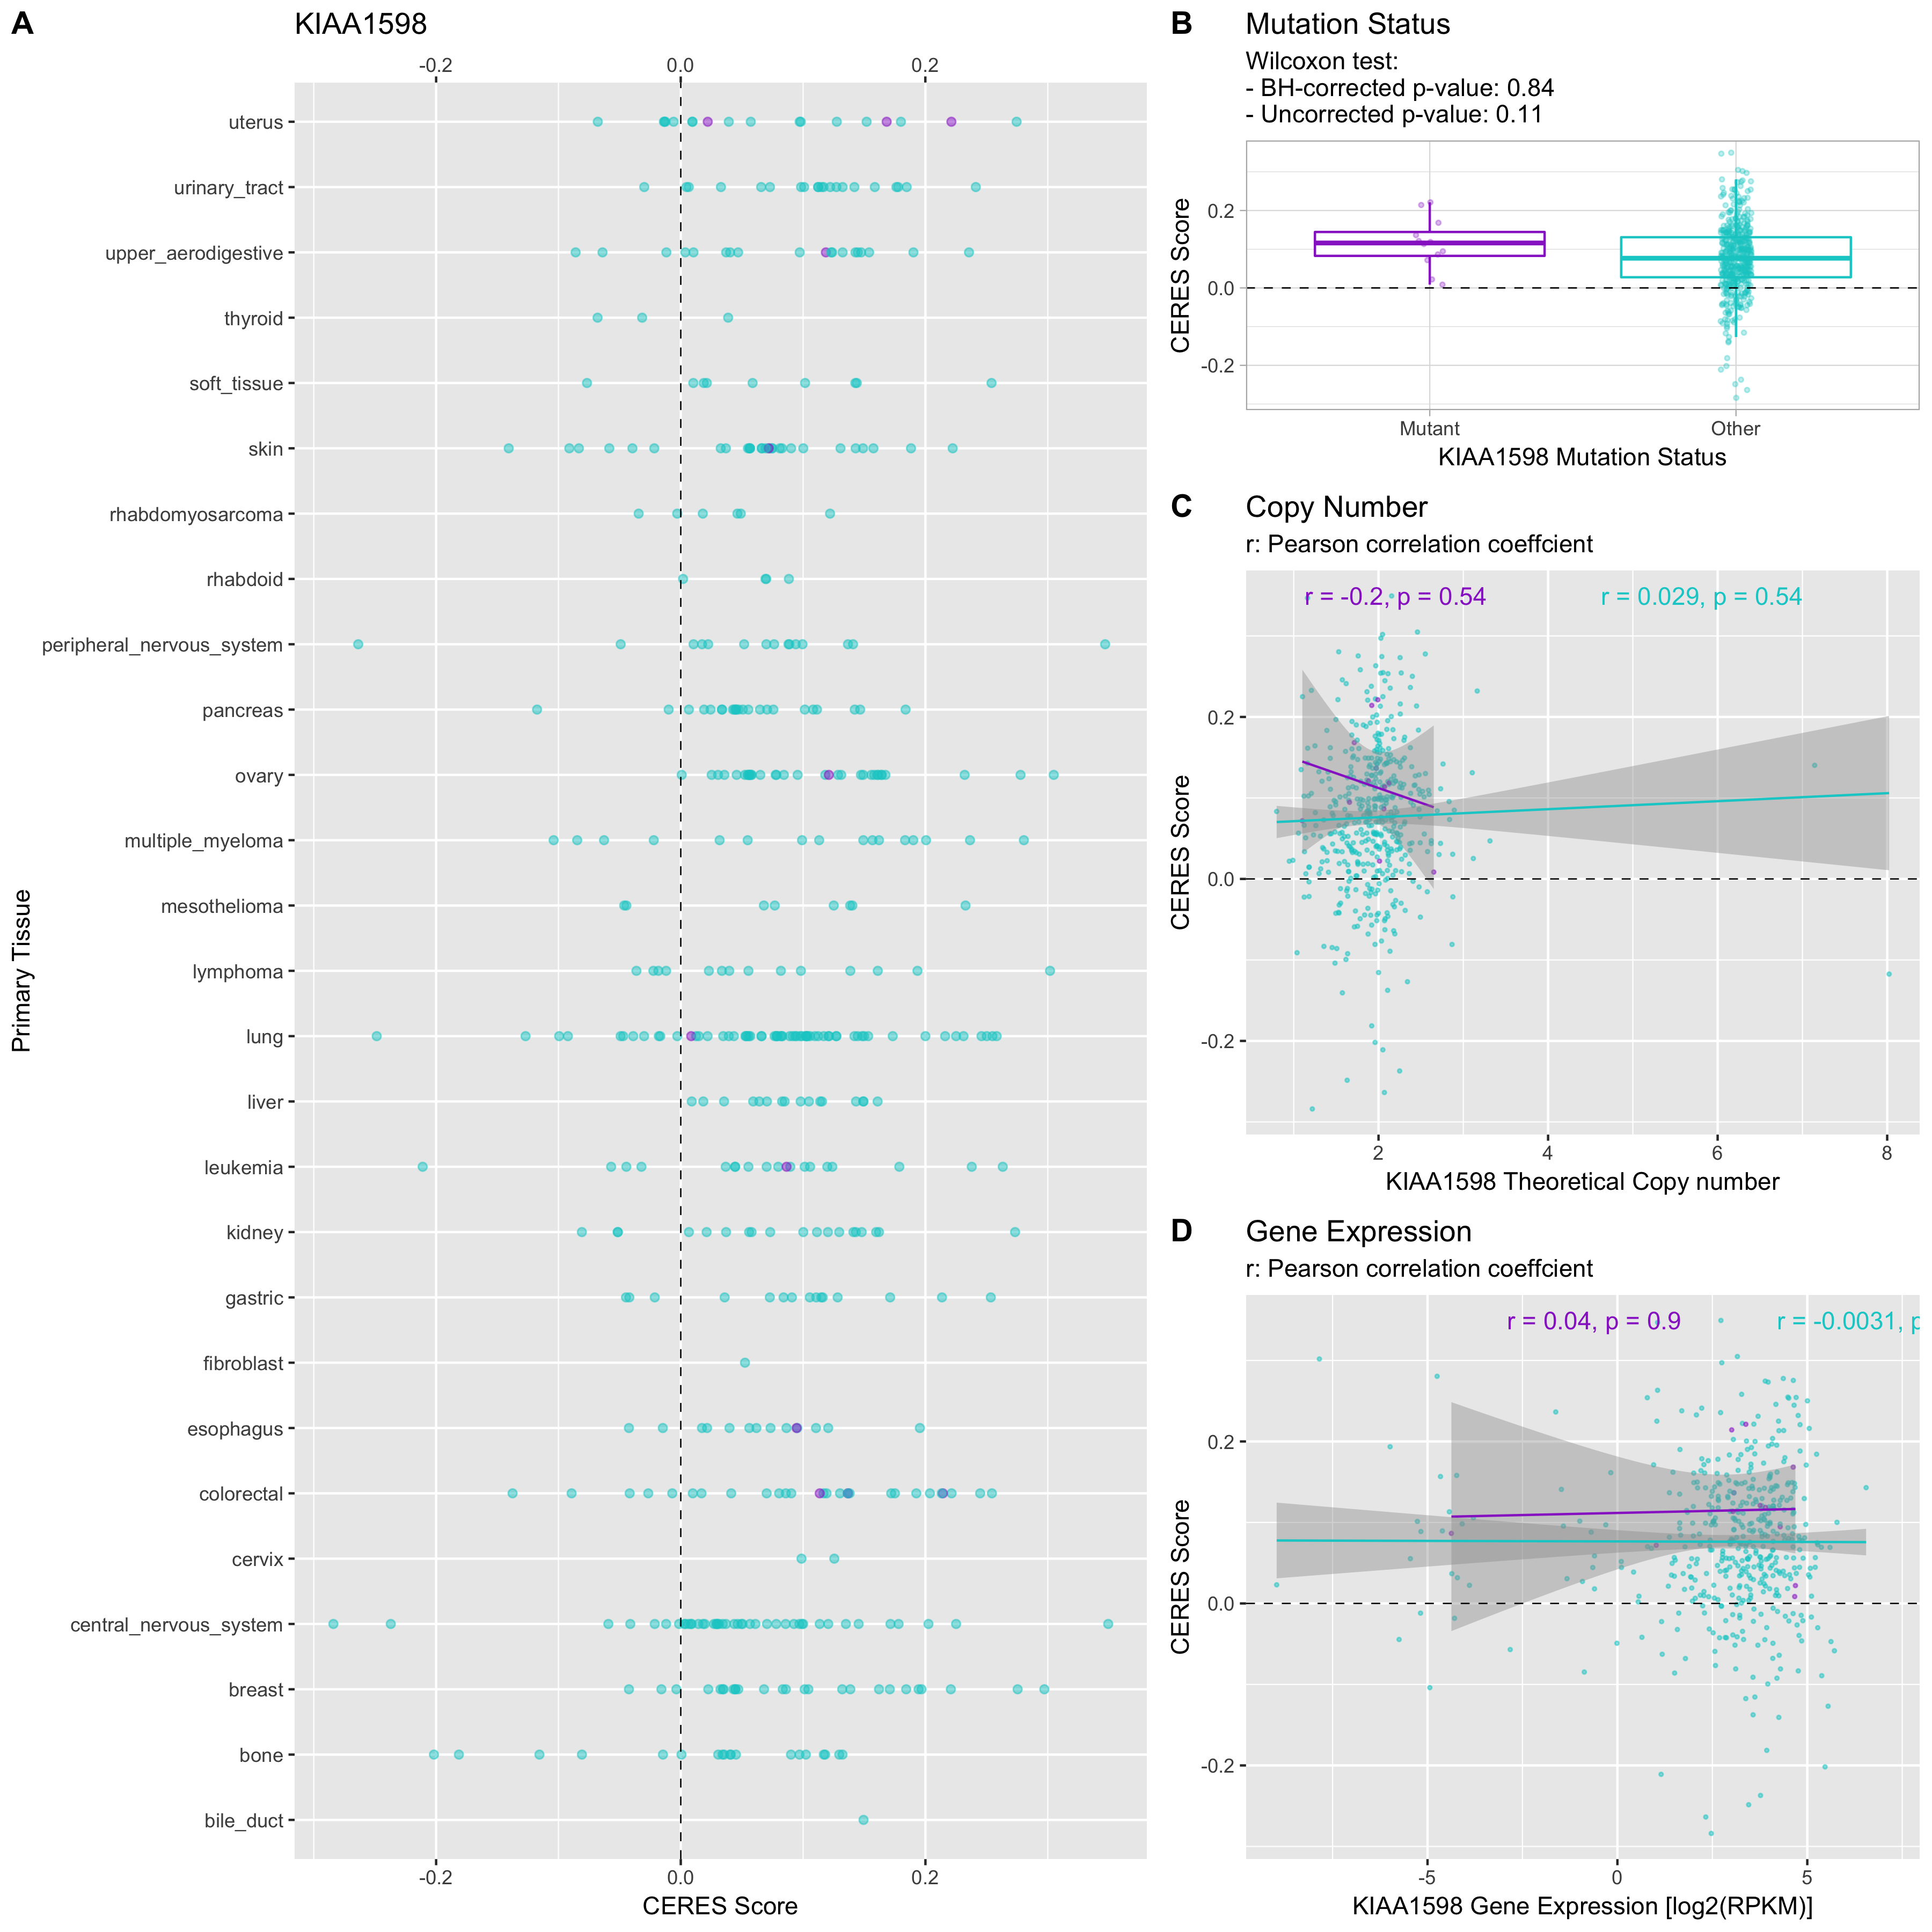 A
KIAA1598
-0.2 0.0 0.2
uterus
urinary_tract
upper_aerodigestive
thyroid
soft_tissue
skin
rhabdomyosarcoma
rhabdoid
peripheral_nervous_system
pancreas
ovary
multiple_myeloma
mesothelioma
lymphoma
lung
liver
leukemia
kidney
gastric
fibroblast
esophagus
colorectal
cervix
central_nervous_system
breast
bone
bile_duct
Primary Tissue
-0.2 0.0 0.2
CERES Score
B
Mutation Status
Wilcoxon test:
- BH-corrected p-value: 0.84
- Uncorrected p-value: 0.11
CERES Score
0.2
0.0
-0.2
Mutant Other
KIAA1598 Mutation Status
C
Copy Number
r: Pearson correlation coeffcient
r = -0.2, p = 0.54 r = 0.029, p = 0.54
CERES Score
0.2
0.0
-0.2
2 4 6 8
KIAA1598 Theoretical Copy number
D
Gene Expression
r: Pearson correlation coeffcient
r = 0.04, p = 0.9 r = -0.0031, p
CERES Score
0.2
0.0
-0.2
-5 0 5
KIAA1598 Gene Expression [log2(RPKM)]